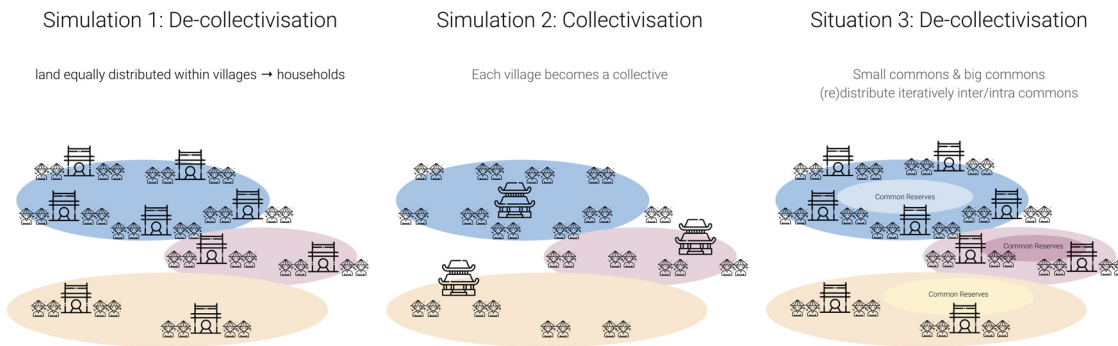 Simulation 1: De-collectivisation
land equally distributed within villages → households
Simulation 2: Collectivisation
Each village becomes a collective
Situation 3: De-collectivisation
Small commons & big commons
(re)distribute iteratively inter/intra commons
Common Reserves
Common Reserves
Common Reserves